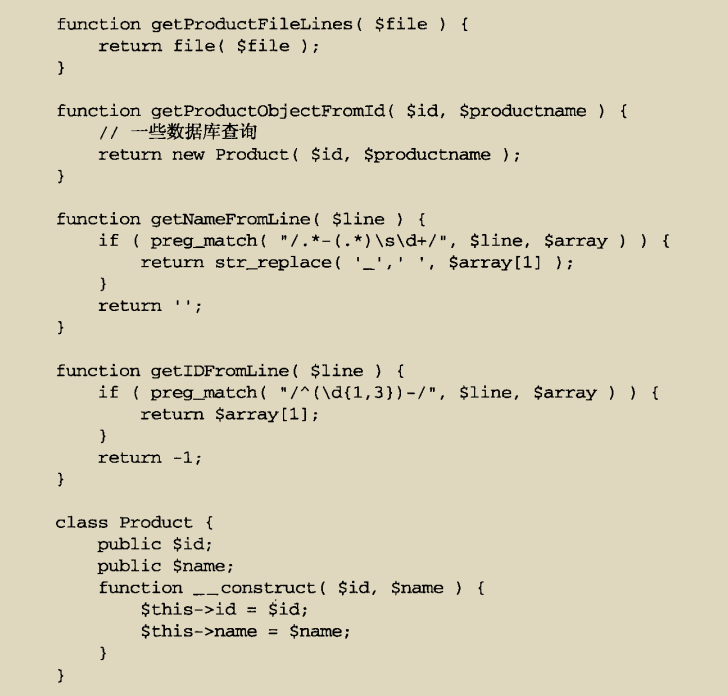 function getProductFileLines( $file ) {
    return file( $file );
}

function getProductObjectFromId( $id, $productname ) {
    // 一些数据库查询
    return new Product( $id, $productname );
}

function getNameFromLine( $line ) {
    if ( preg_match( "/.*-(.*)\s\d+/", $line, $array ) ) {
        return str_replace( '_',' ', $array[1] );
    }
    return '';
}

function getIDFromLine( $line ) {
    if ( preg_match( "/^(\d{1,3})-/", $line, $array ) ) {
        return $array[1];
    }
    return -1;
}

class Product {
    public $id;
    public $name;
    function __construct( $id, $name ) {
        $this->id = $id;
        $this->name = $name;
    }
}